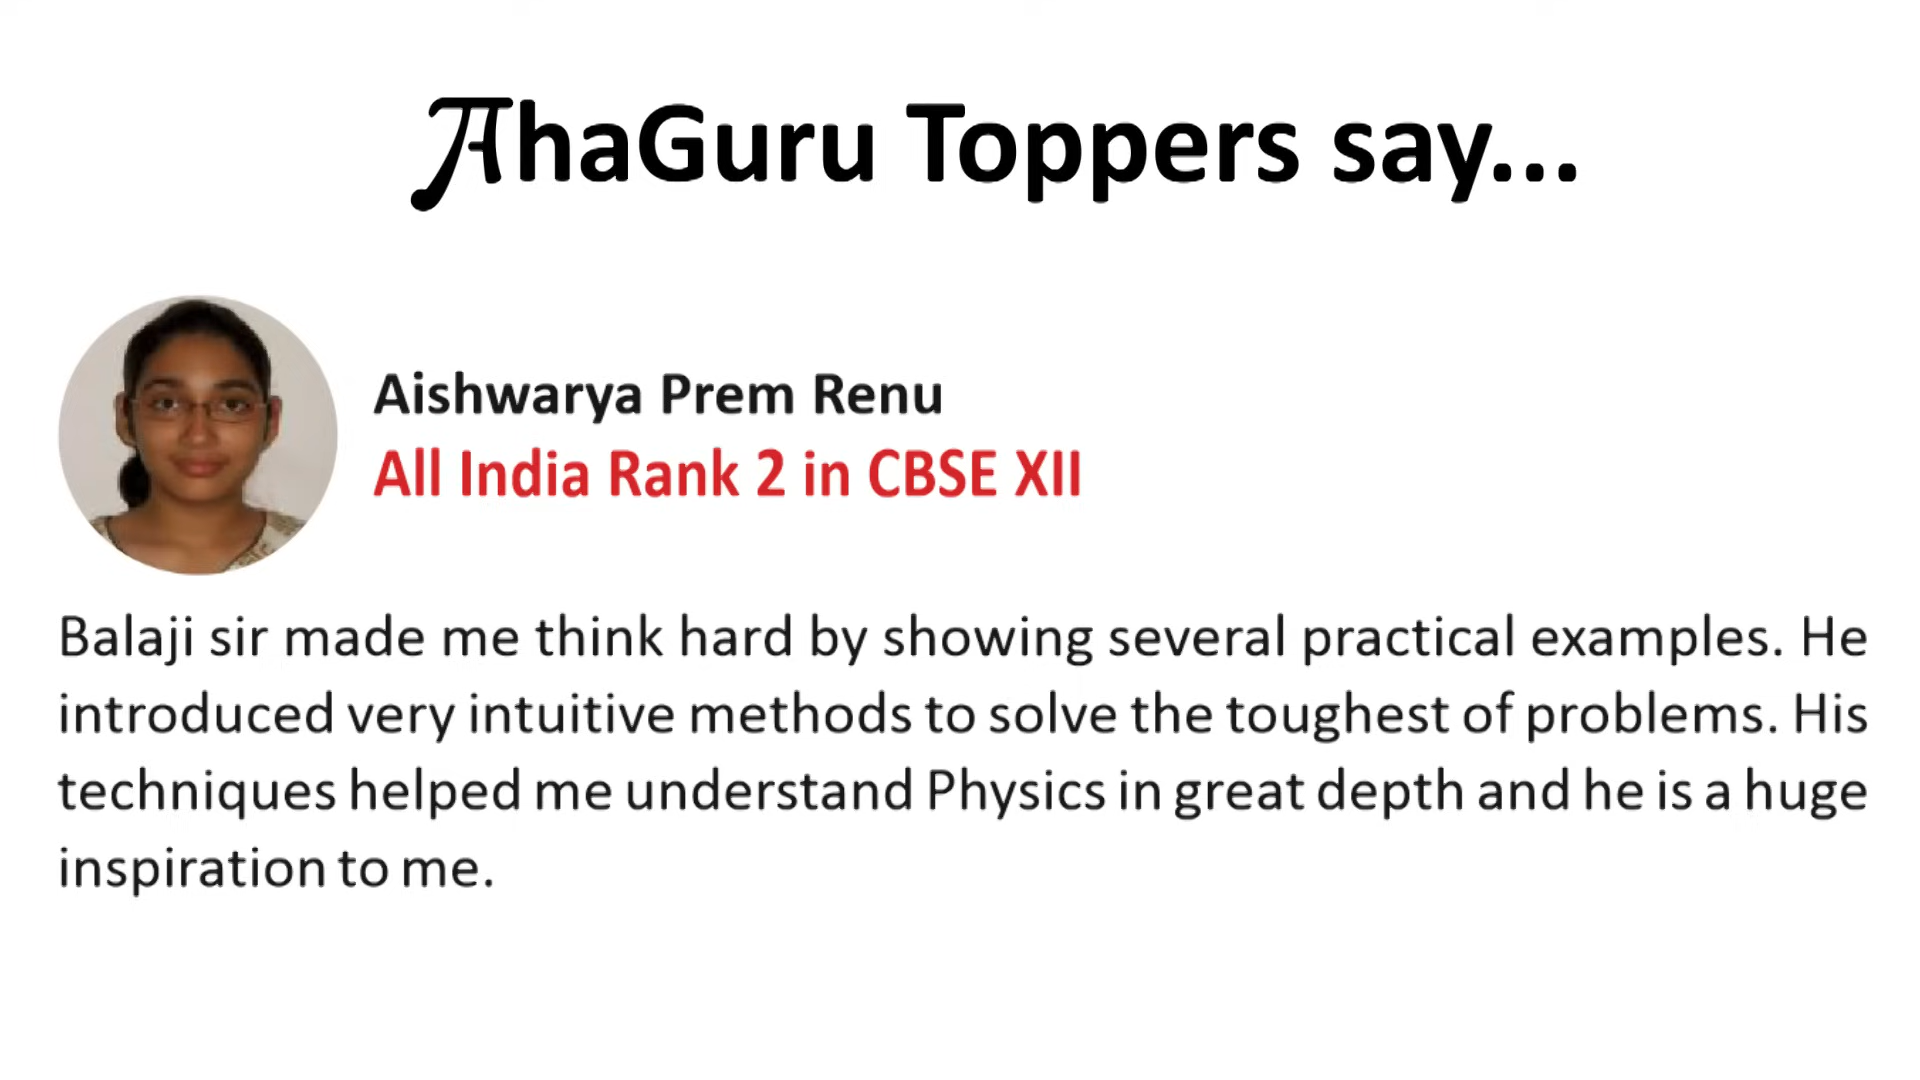 AhaGuru Toppers say...
Aishwarya Prem Renu
All India Rank 2 in CBSE XII
Balaji sir made me think hard by showing several practical examples. He
introduced very intuitive methods to solve the toughest of problems. His
techniques helped me understand Physics in great depth and he is a huge
inspiration to me.